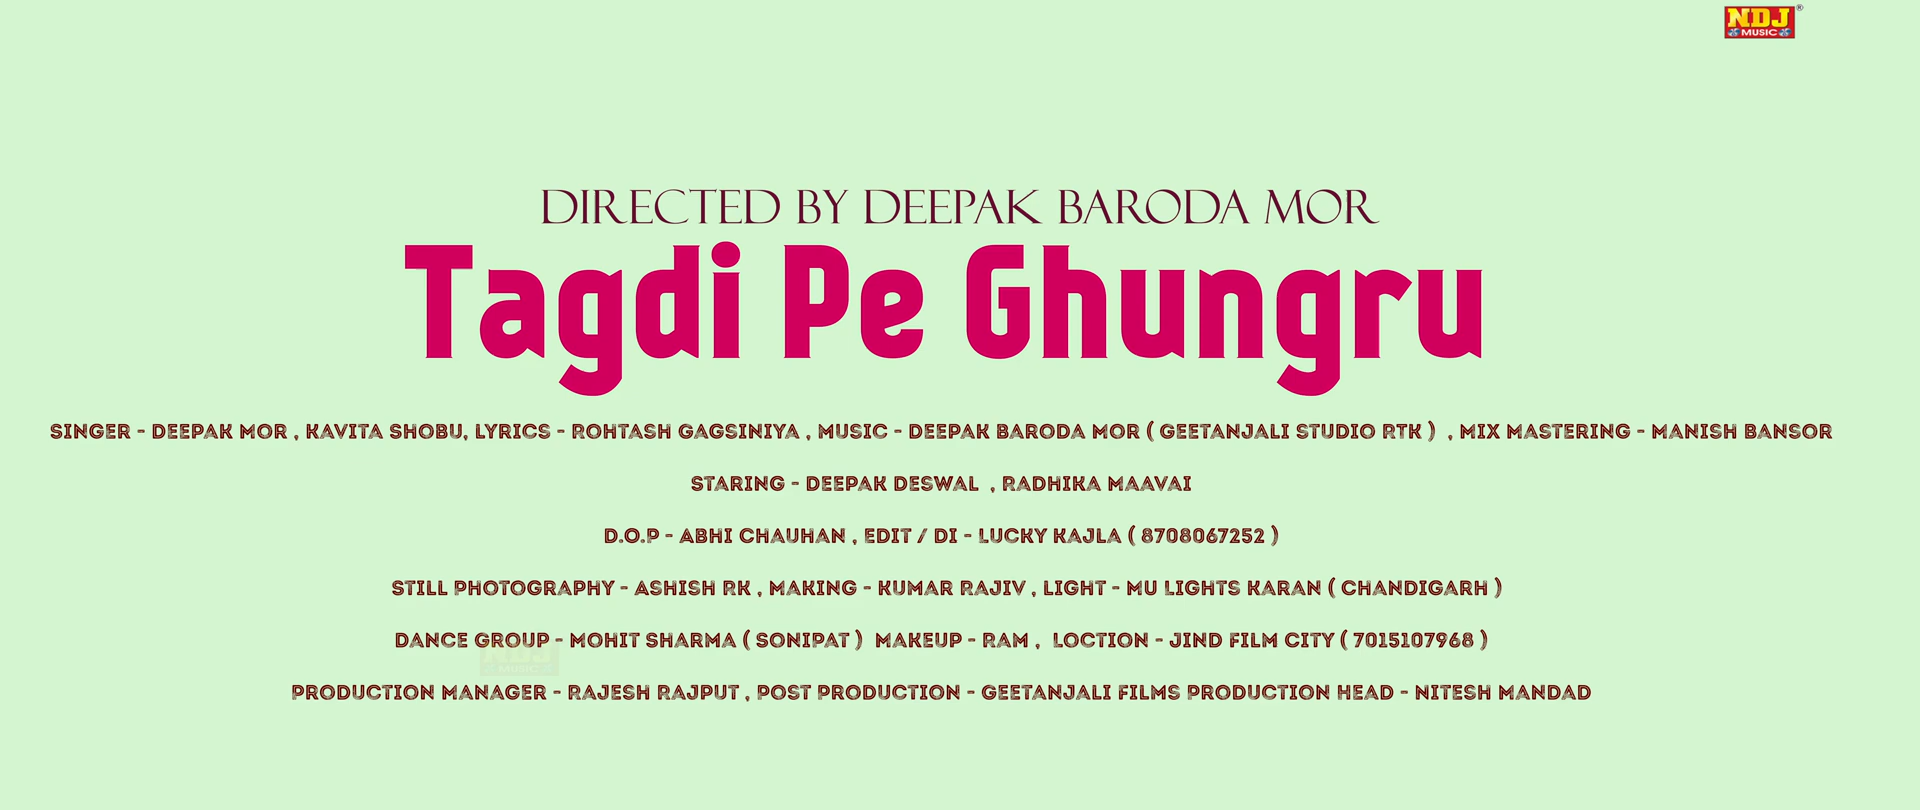 NDJ
MUSIC
DIRECTED BY DEEPAK BARODA MOR
Tagdi Pe Ghungru
SINGER - DEEPAK MOR , KAVITA SHOBU, LYRICS - ROHTASH GAGSINIYA , MUSIC - DEEPAK BARODA MOR ( GEETANJALI STUDIO RTK ) , MIX MASTERING - MANISH BANSOR
STARING - DEEPAK DESWAL , RADHIKA MAAVAI
D.O.P - ABHI CHAUHAN , EDIT / DI - LUCKY KAJLA ( 8708067252 )
STILL PHOTOGRAPHY - ASHISH RK , MAKING - KUMAR RAJIV , LIGHT - MU LIGHTS KARAN ( CHANDIGARH )
DANCE GROUP - MOHIT SHARMA ( SONIPAT ) MAKEUP - RAM , LOCTION - JIND FILM CITY ( 7015107968 )
NDJ
MUSIC
PRODUCTION MANAGER - RAJESH RAJPUT , POST PRODUCTION - GEETANJALI FILMS PRODUCTION HEAD - NITESH MANDAD